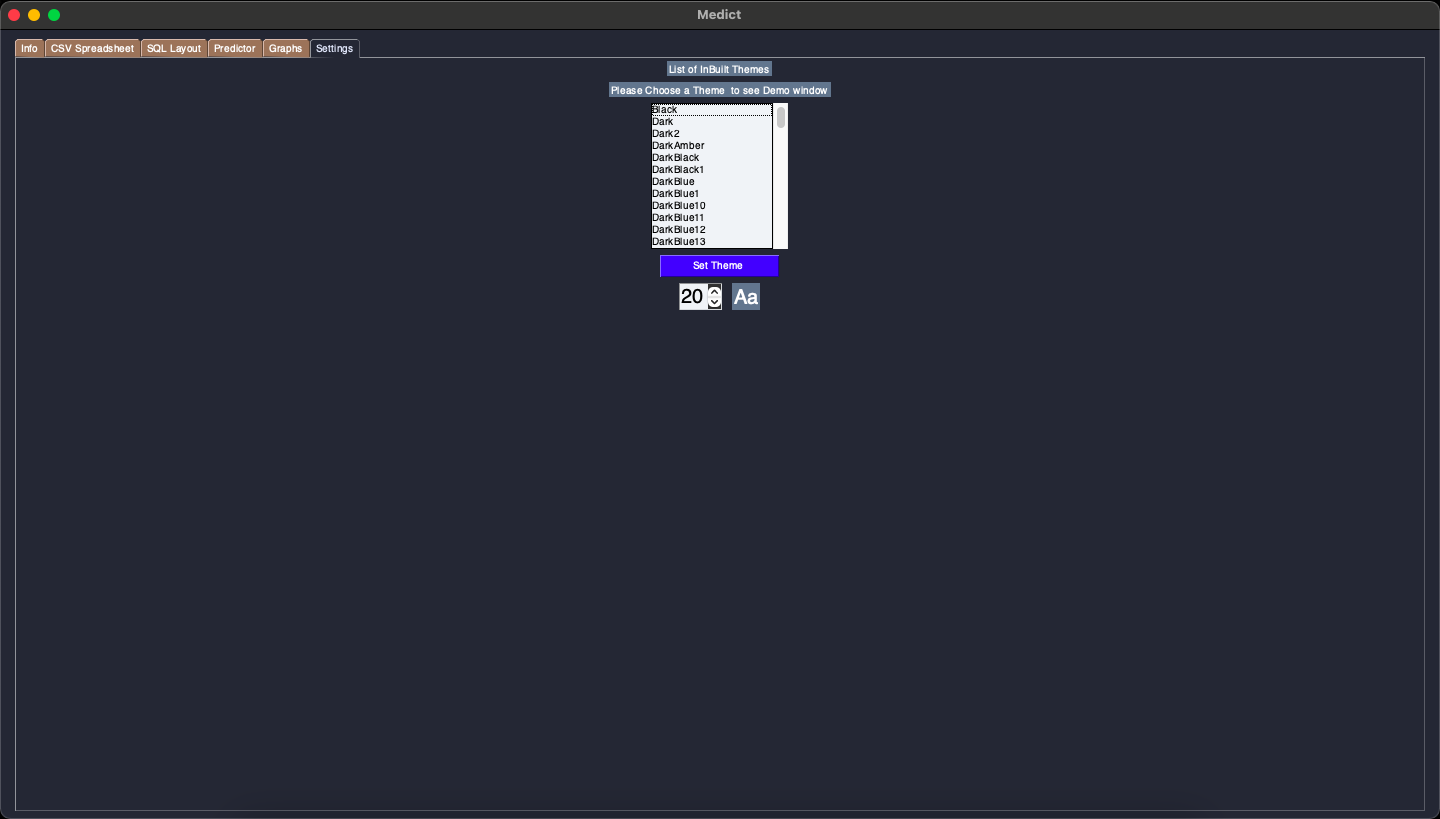 Medict
Info CSV Spreadsheet SQL Layout Predictor Graphs Settings
List of InBuilt Themes
Please Choose a Theme  to see Demo window
Black
Dark
Dark2
DarkAmber
DarkBlack
DarkBlack1
DarkBlue
DarkBlue1
DarkBlue10
DarkBlue11
DarkBlue12
DarkBlue13
Set Theme
20 Aa